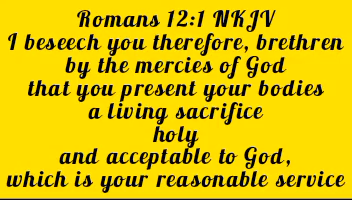 Romans 12:1 NKJV
I beseech you therefore, brethren
by the mercies of God
that you present your bodies
a living sacrifice
holy
and acceptable to God,
which is your reasonable service